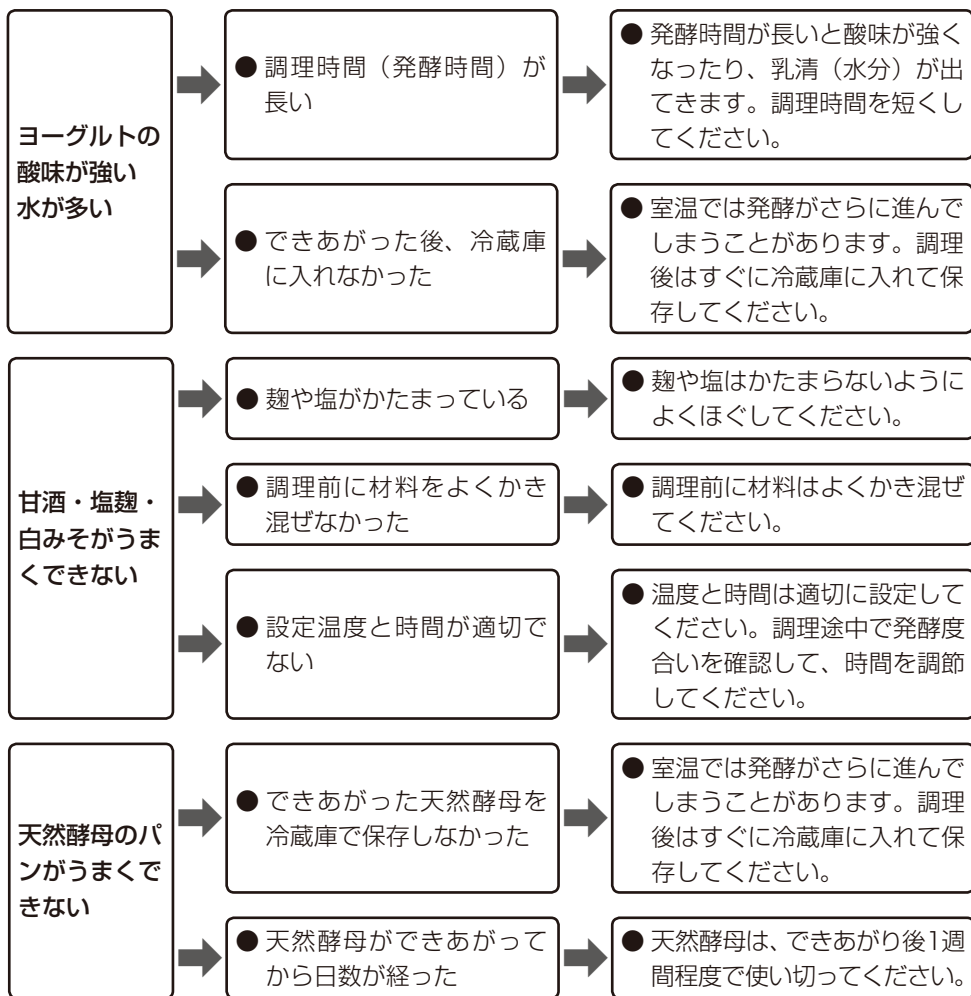 ヨーグルトの
酸味が強い
水が多い
● 調理時間（発酵時間）が
長い
● 発酵時間が長いと酸味が強く
なったり、乳清（水分）が出
てきます。調理時間を短くし
てください。
● できあがった後、冷蔵庫
に入れなかった
● 室温では発酵がさらに進んで
しまうことがあります。調理
後はすぐに冷蔵庫に入れて保
存してください。
甘酒・塩麹・
白みそがうま
くできない
● 麹や塩がかたまっている
● 麹や塩はかたまらないように
よくほぐしてください。
● 調理前に材料をよくかき
混ぜなかった
● 調理前に材料はよくかき混ぜ
てください。
● 設定温度と時間が適切で
ない
● 温度と時間は適切に設定して
ください。調理途中で発酵度
合いを確認して、時間を調節
してください。
天然酵母のパ
ンがうまくで
きない
● できあがった天然酵母を
冷蔵庫で保存しなかった
● 室温では発酵がさらに進んで
しまうことがあります。調理
後はすぐに冷蔵庫に入れて保
存してください。
● 天然酵母ができあがって
から日数が経った
● 天然酵母は、できあがり後1週
間程度で使い切ってください。